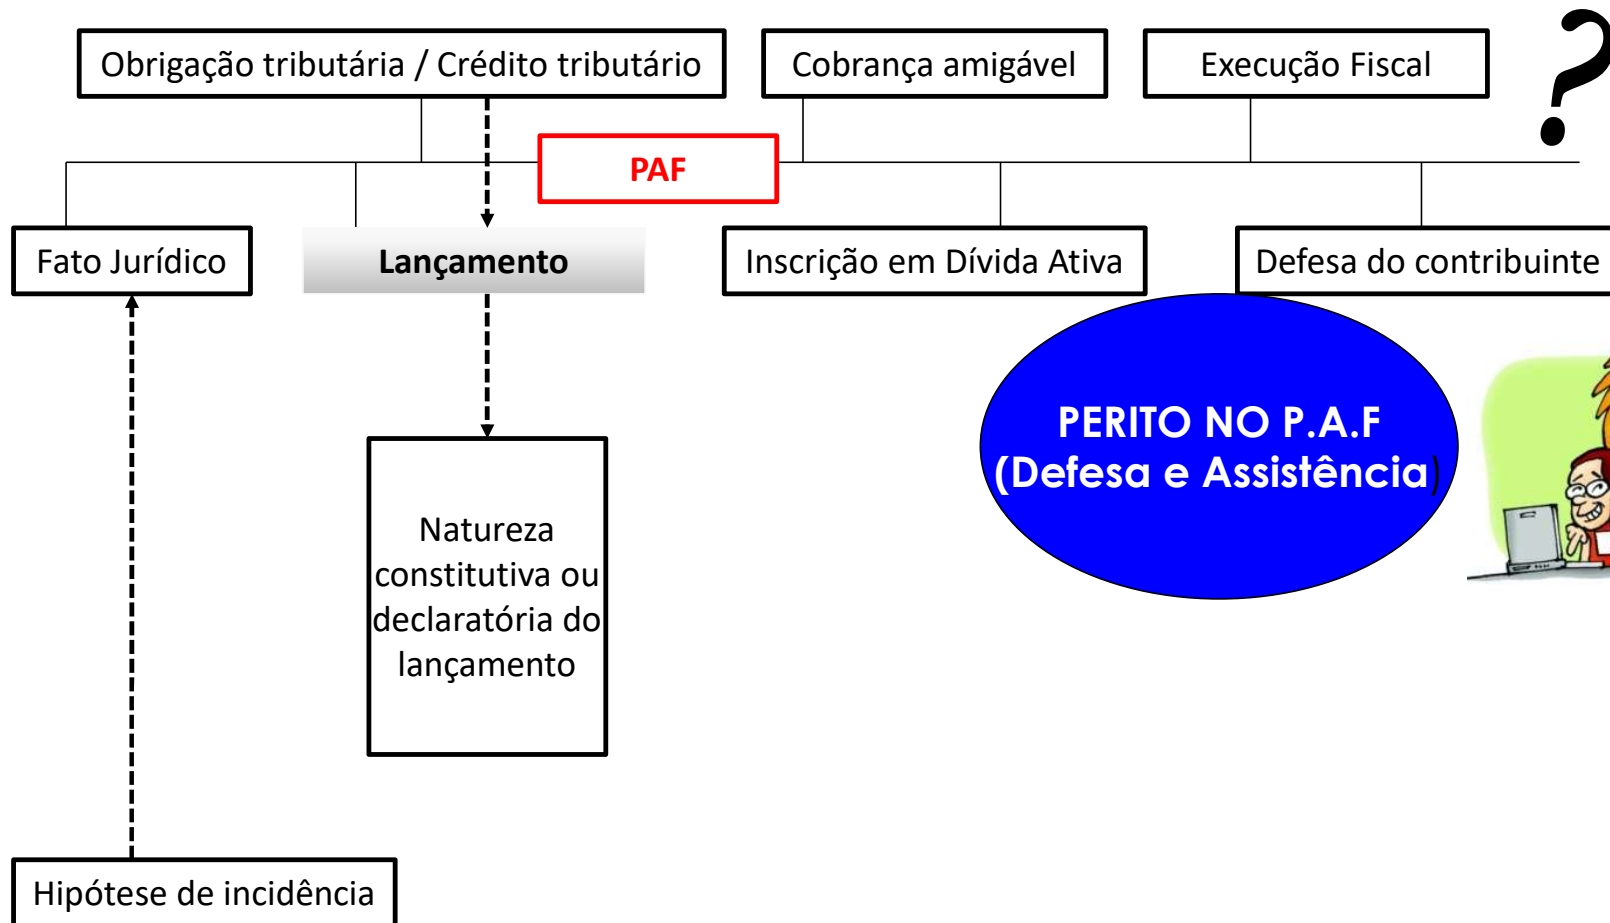 Obrigação tributária / Crédito tributário
Cobrança amigável
Execução Fiscal
?
PAF
Fato Jurídico
Lançamento
Inscrição em Dívida Ativa
Defesa do contribuinte
PERITO NO P.A.F
(Defesa e Assistência)
Natureza
constitutiva ou
declaratória do
lançamento
Hipótese de incidência